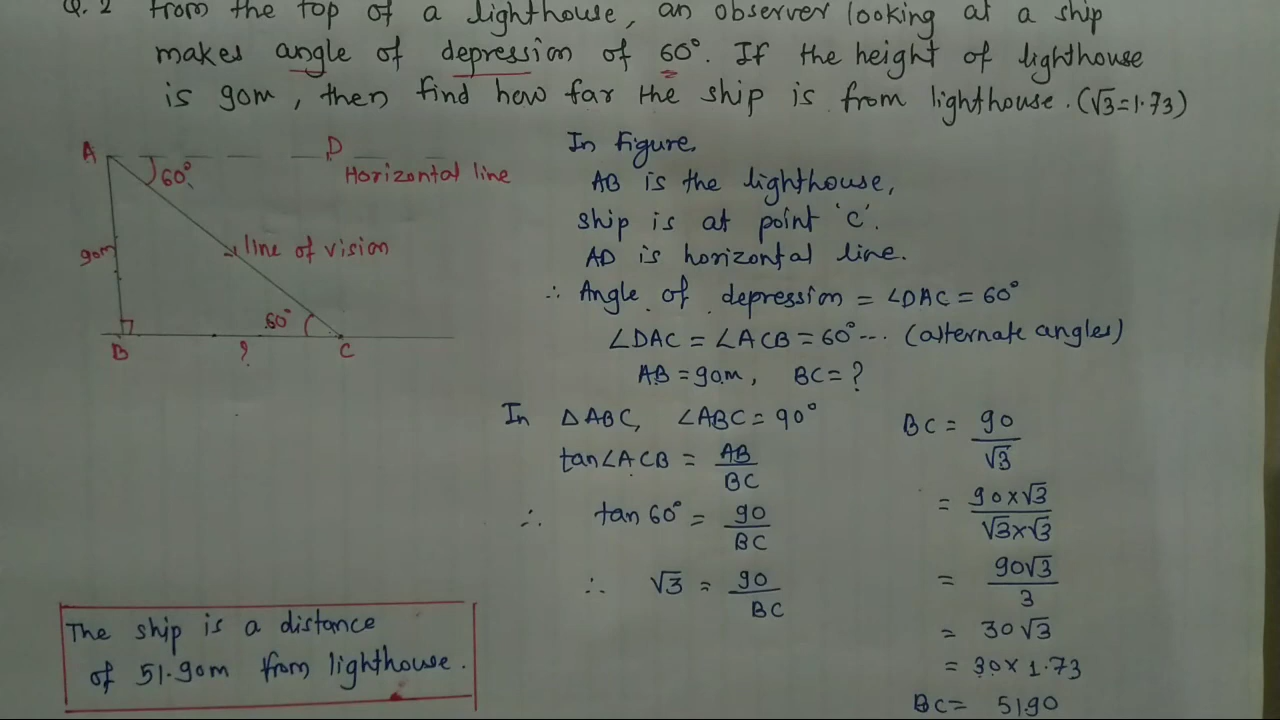 Q. 2 from the top of a lighthouse, an observer looking at a ship
makes angle of depression of 60°. If the height of lighthouse
is 90m, then find how far the ship is from lighthouse. (√3=1.73)
A
D
60°
Horizontal line
90m
line of vision
60°
B
?
C
In figure,
AB is the lighthouse,
ship is at point 'C'.
AD is horizontal line.
∴ Angle of depression = ∠DAC = 60°
∠DAC = ∠ACB = 60° ... (alternate angles)
AB = 90m, BC = ?
In △ABC, ∠ABC = 90°
tan∠ACB = AB/BC
∴ tan 60° = 90/BC
∴ √3 = 90/BC
BC = 90/√3
= 90×√3/√3×√3
= 90√3/3
= 30√3
= 30 × 1.73
BC = 51.90
The ship is a distance
of 51.90m from lighthouse.